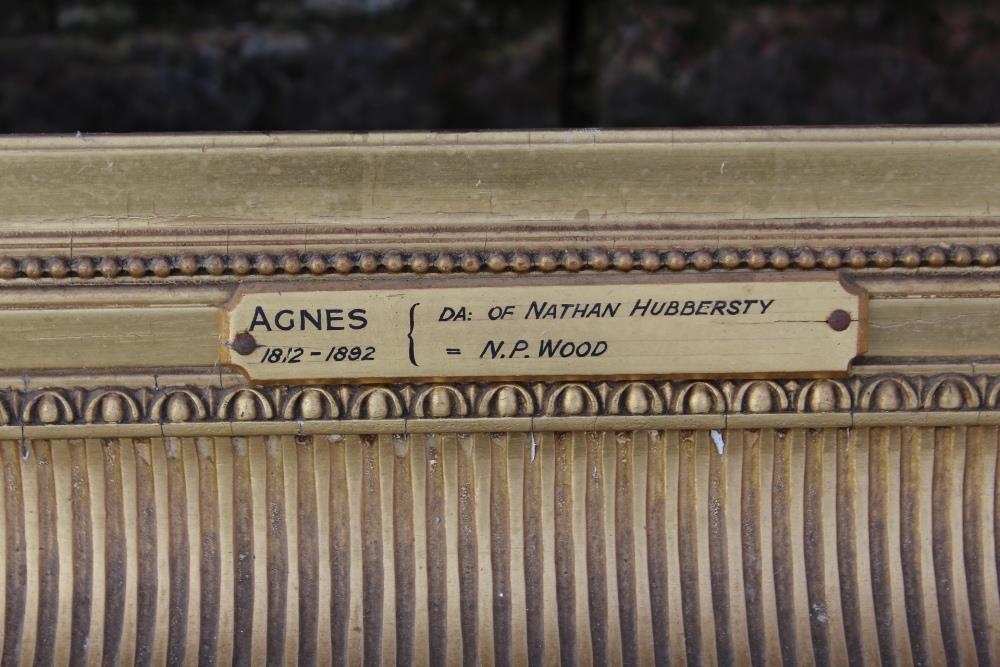 AGNES { DA: OF NATHAN HUBBERSTY
1812 - 1892 = N.P. WOOD